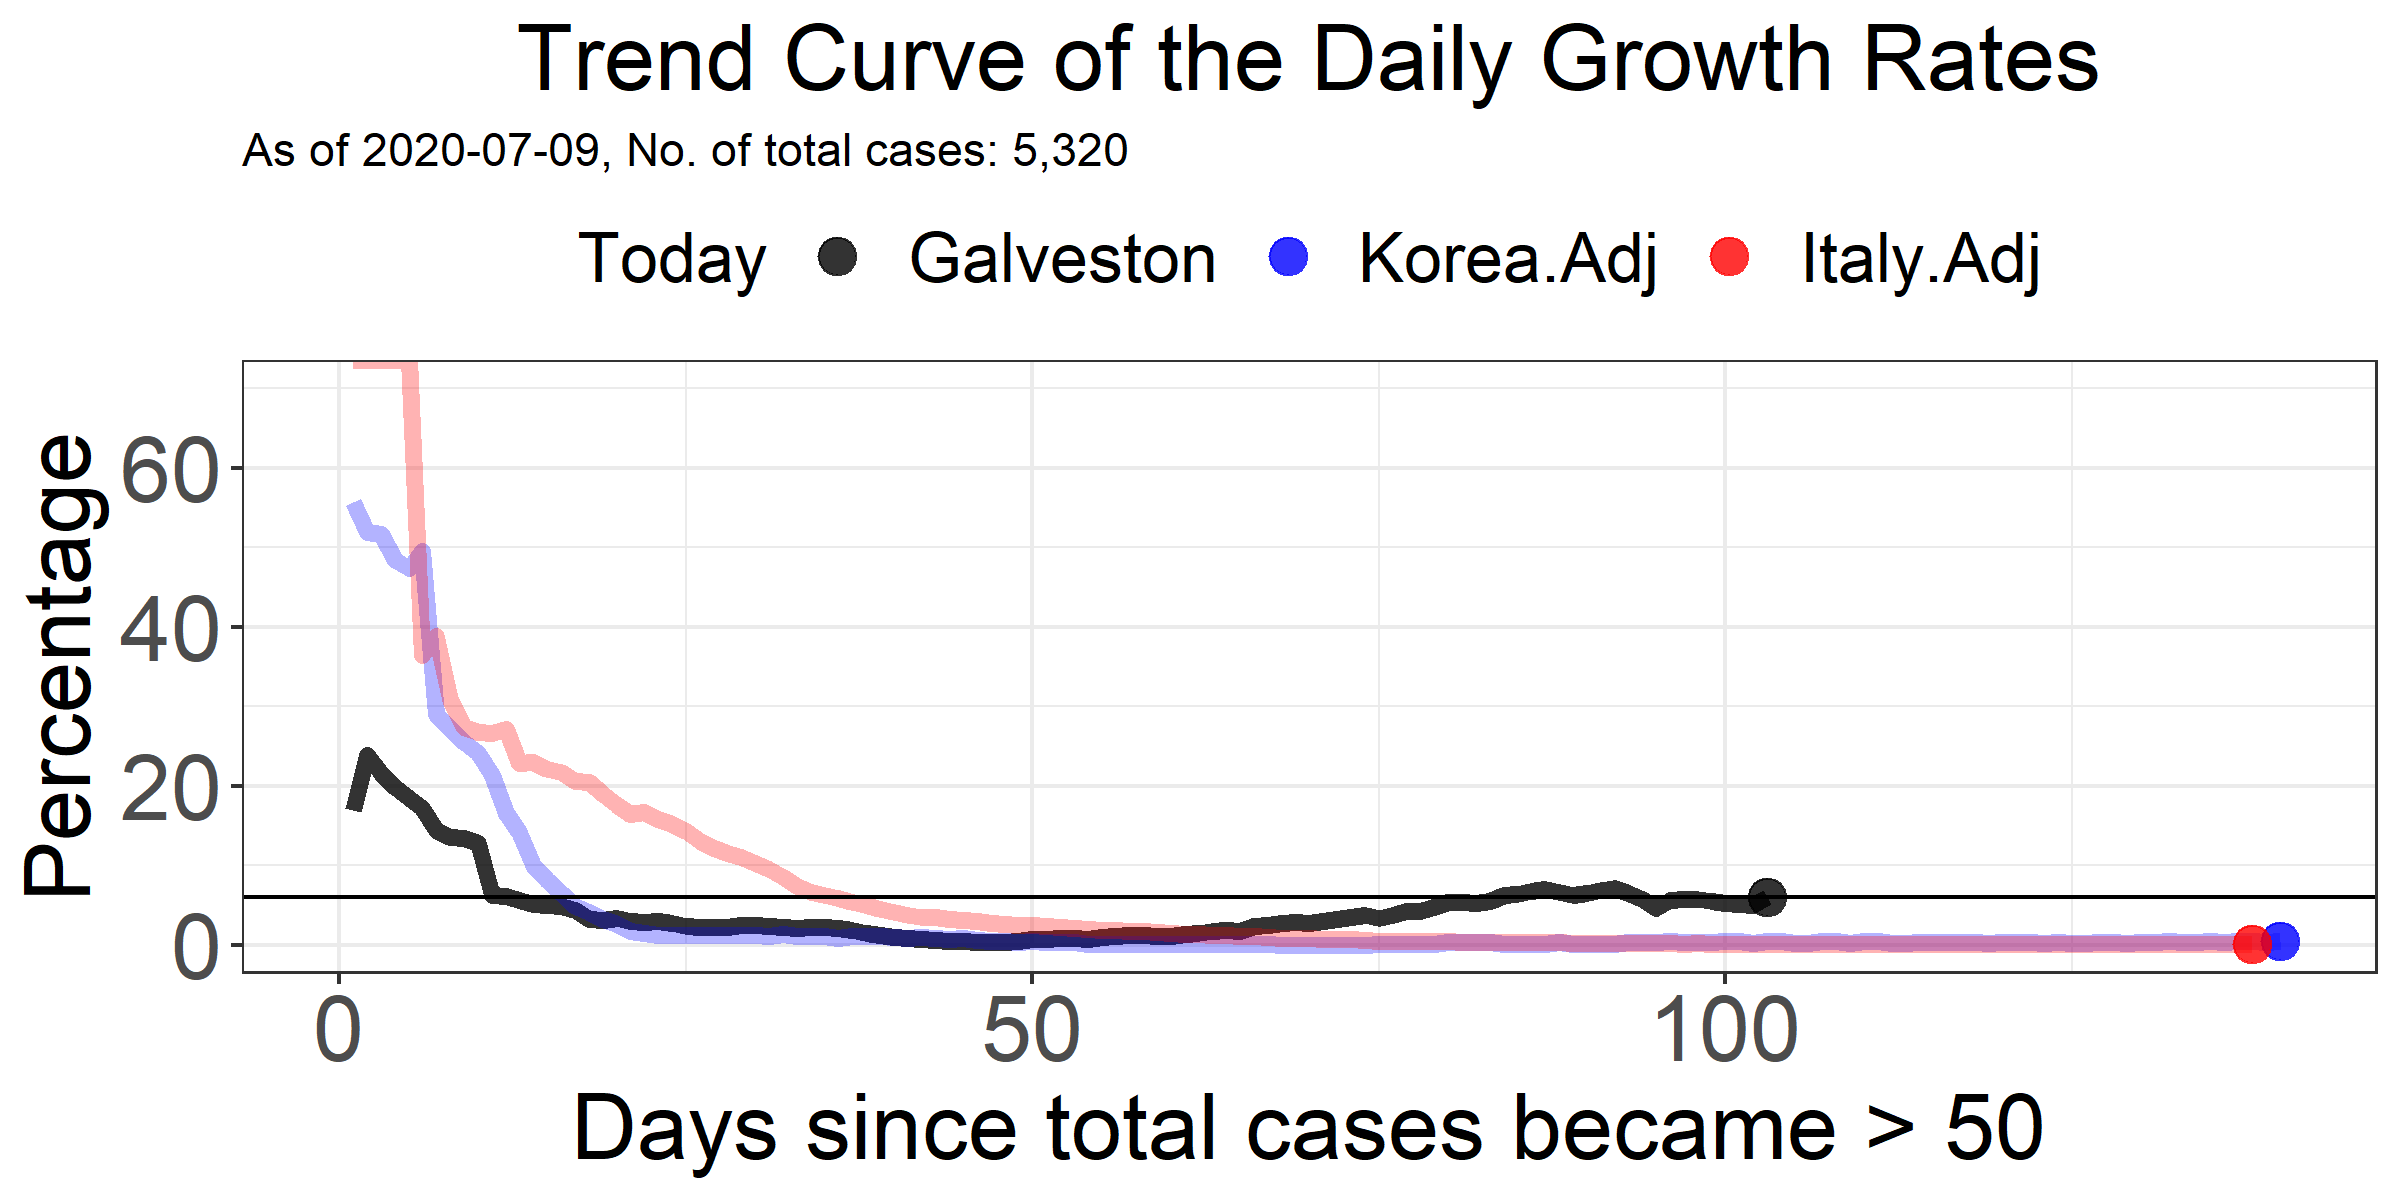 Trend Curve of the Daily Growth Rates
As of 2020-07-09, No. of total cases: 5,320
Today Galveston Korea.Adj Italy.Adj
Percentage
60
40
20
0
0 50 100
Days since total cases became > 50